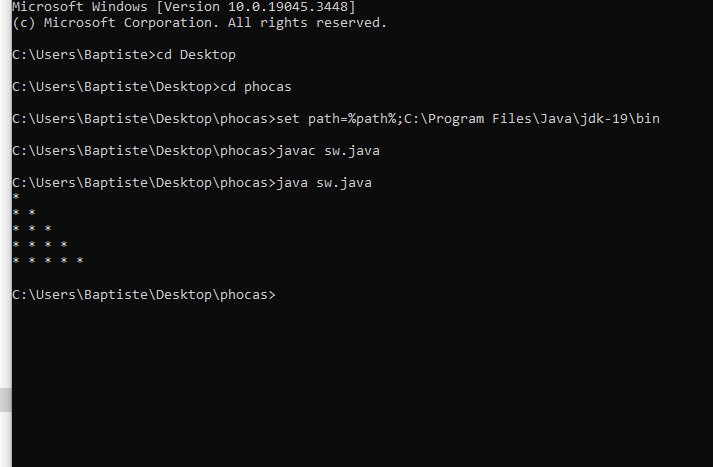 Microsoft Windows [Version 10.0.19045.3448]
(c) Microsoft Corporation. All rights reserved.
C:\Users\Baptiste>cd Desktop
C:\Users\Baptiste\Desktop>cd phocas
C:\Users\Baptiste\Desktop\phocas>set path=%path%;C:\Program Files\Java\jdk-19\bin
C:\Users\Baptiste\Desktop\phocas>javac sw.java
C:\Users\Baptiste\Desktop\phocas>java sw.java
*
* *
* * *
* * * *
* * * * *
C:\Users\Baptiste\Desktop\phocas>